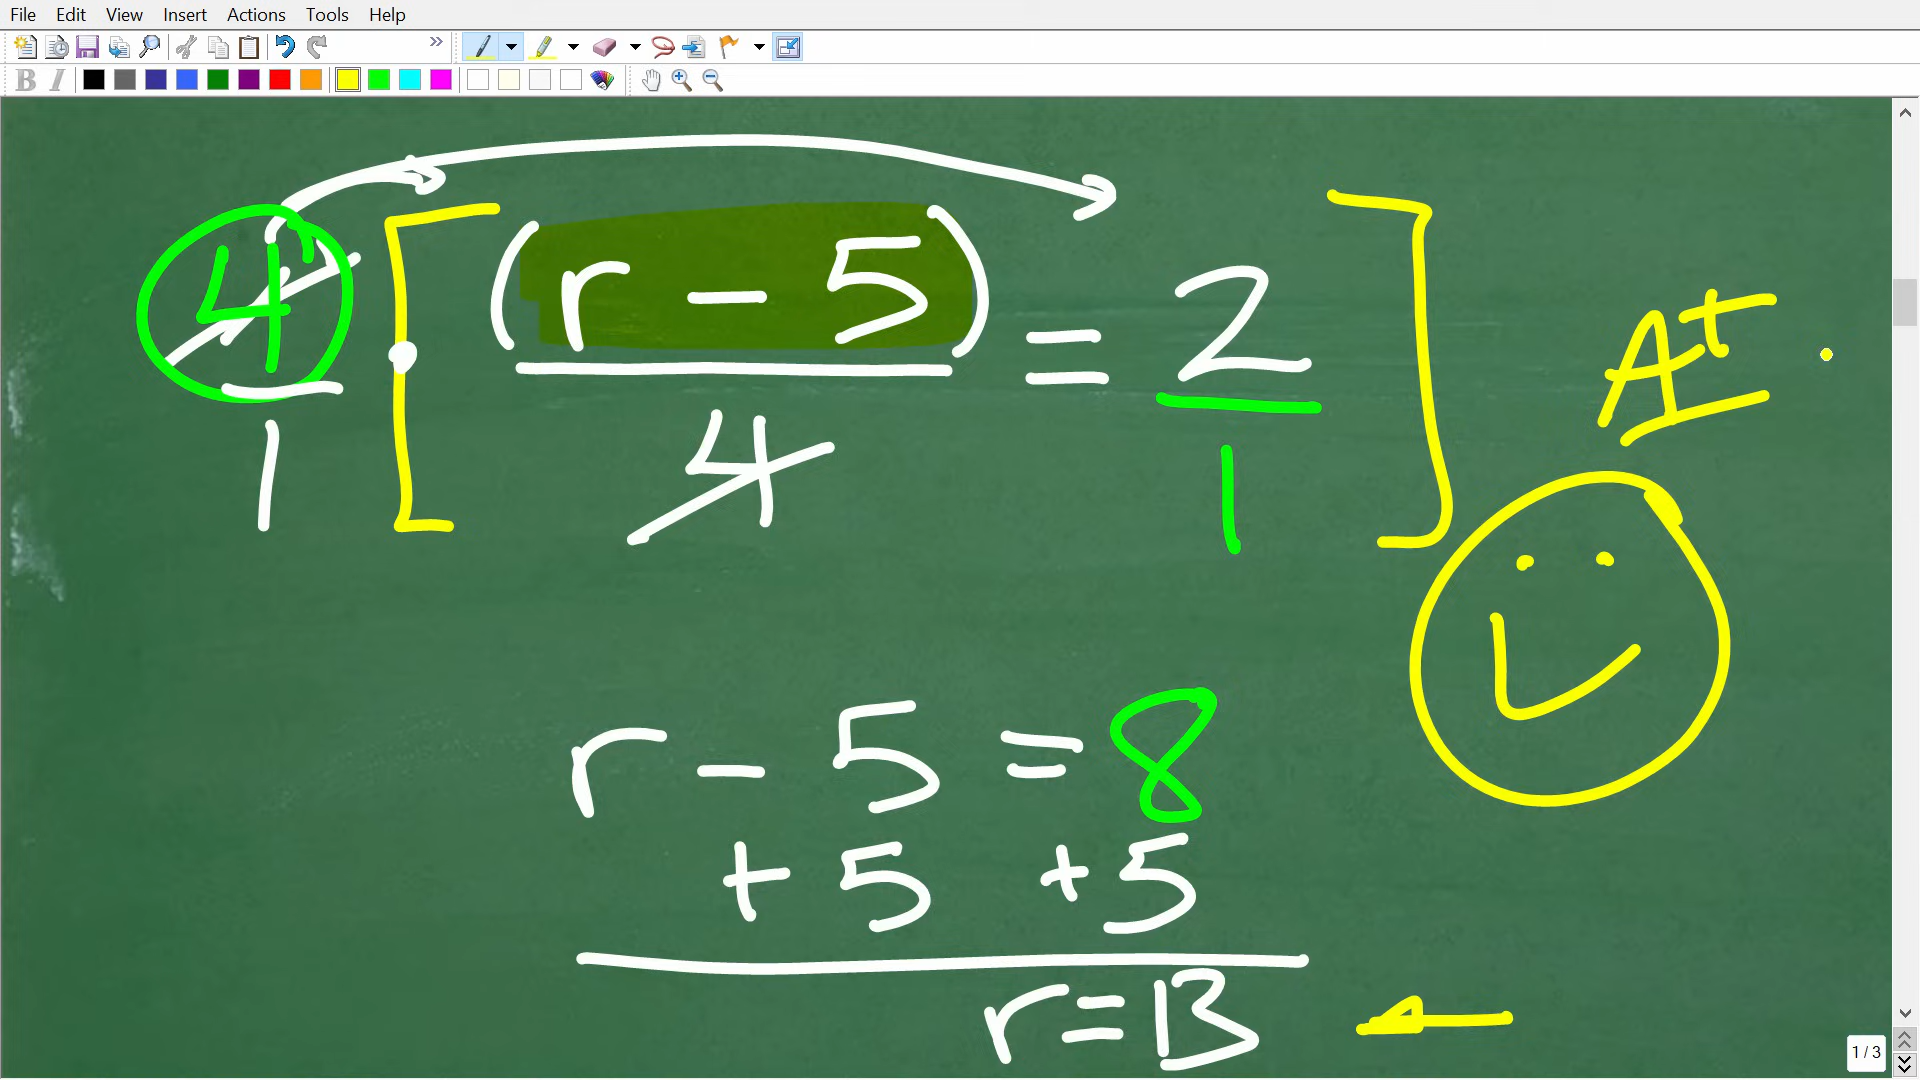 File Edit View Insert Actions Tools Help
B I
4/1 · [ (r - 5)/4 = 2/1 ]
A+
r - 5 = 8
+ 5 + 5
r = 13
1 / 3